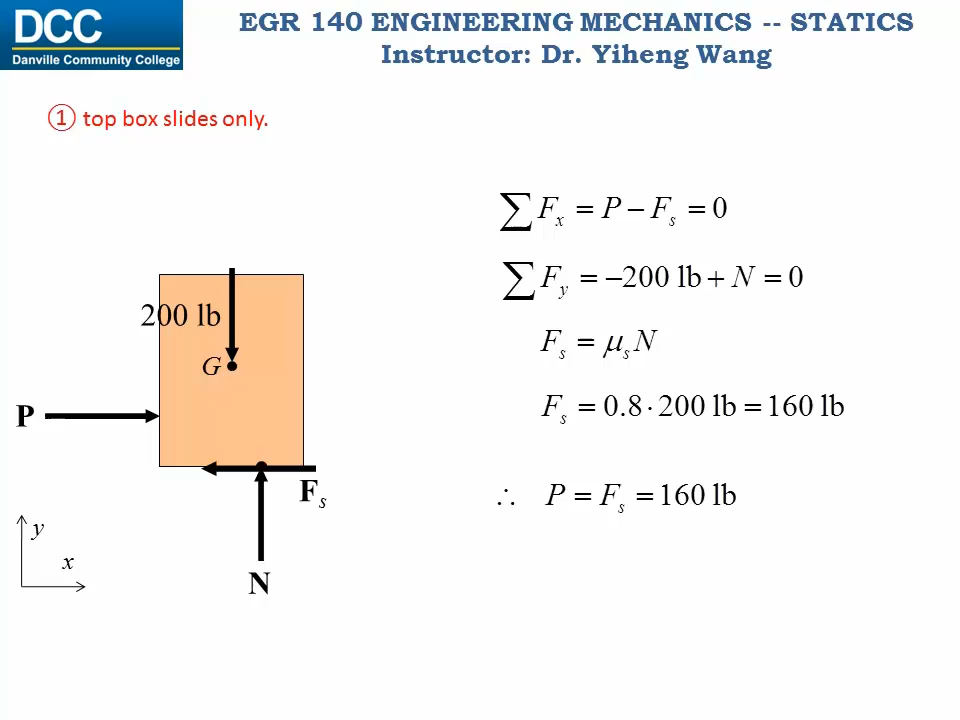 DCC
Danville Community College
EGR 140 ENGINEERING MECHANICS -- STATICS
Instructor: Dr. Yiheng Wang
① top box slides only.
∑ Fx = P − Fs = 0
∑ Fy = −200 lb + N = 0
Fs = μs N
Fs = 0.8 · 200 lb = 160 lb
∴ P = Fs = 160 lb
200 lb
G
P
Fs
N
y
x